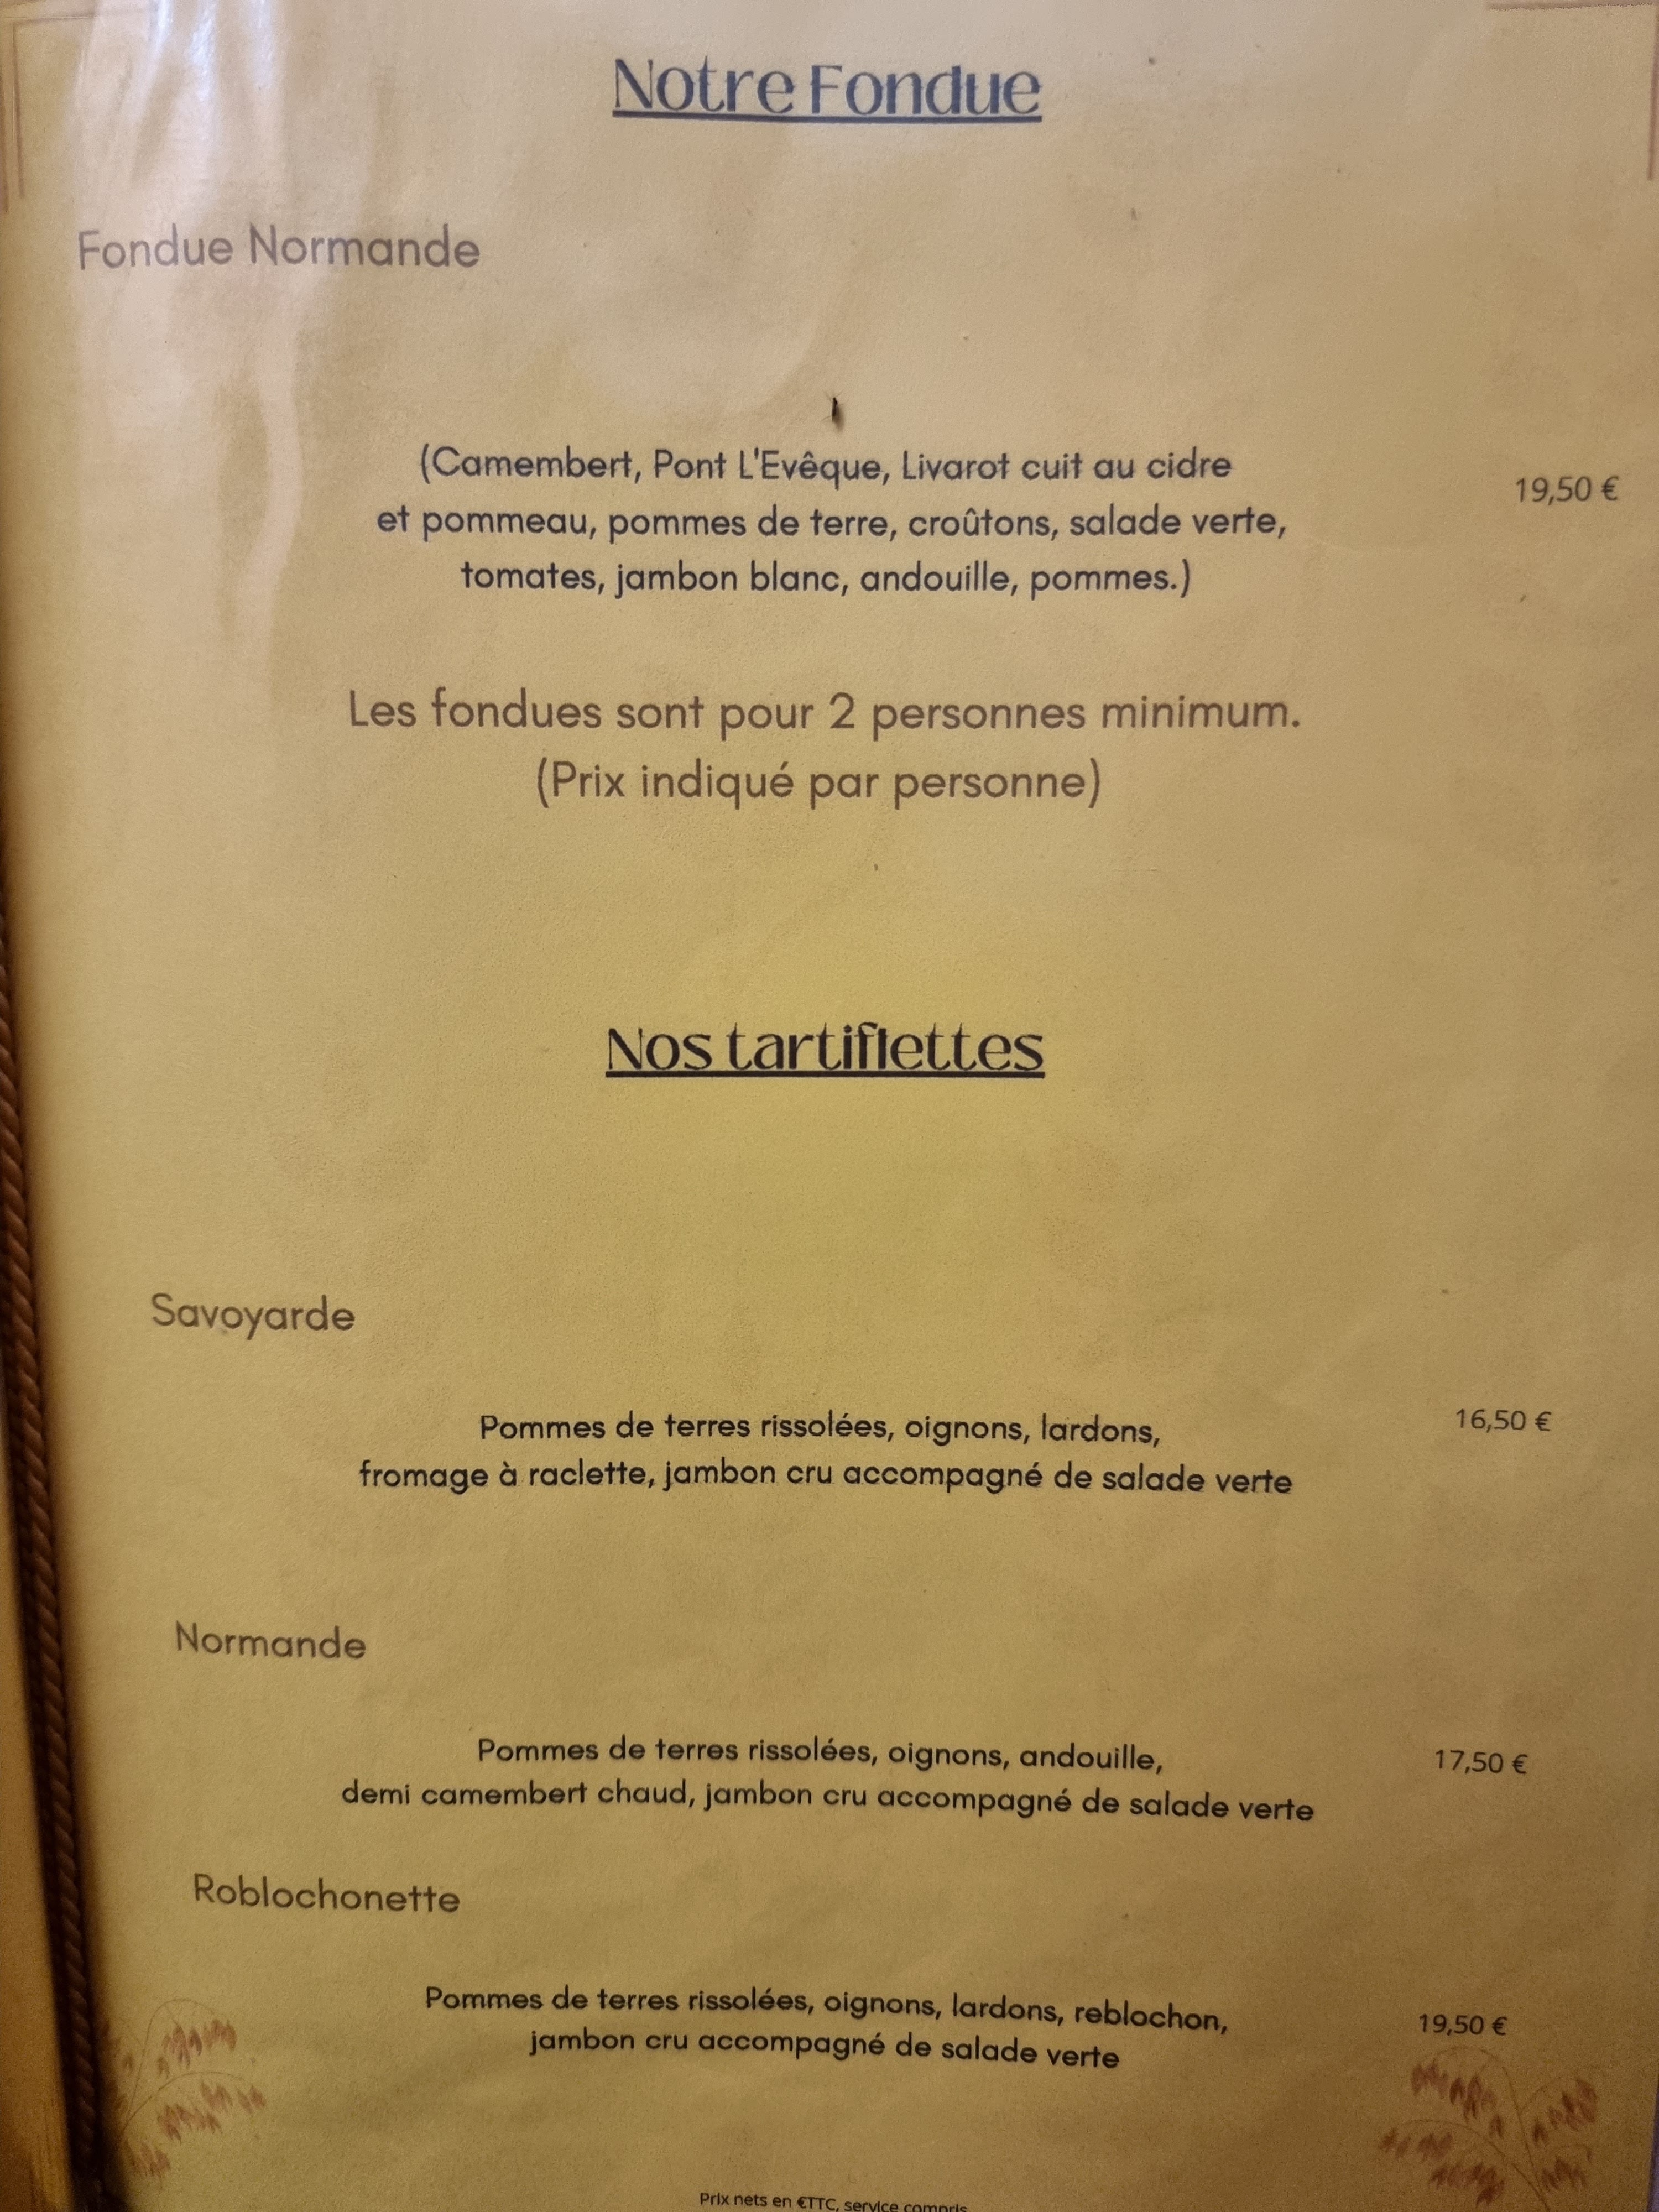 Notre Fondue
Fondue Normande
(Camembert, Pont L'Evêque, Livarot cuit au cidre
et pommeau, pommes de terre, croûtons, salade verte,
tomates, jambon blanc, andouille, pommes.)
19,50 €
Les fondues sont pour 2 personnes minimum.
(Prix indiqué par personne)
Nos tartiflettes
Savoyarde
Pommes de terres rissolées, oignons, lardons,
fromage à raclette, jambon cru accompagné de salade verte
16,50 €
Normande
Pommes de terres rissolées, oignons, andouille,
demi camembert chaud, jambon cru accompagné de salade verte
17,50 €
Roblochonette
Pommes de terres rissolées, oignons, lardons, reblochon,
jambon cru accompagné de salade verte
19,50 €
Prix nets en €TTC, service compris